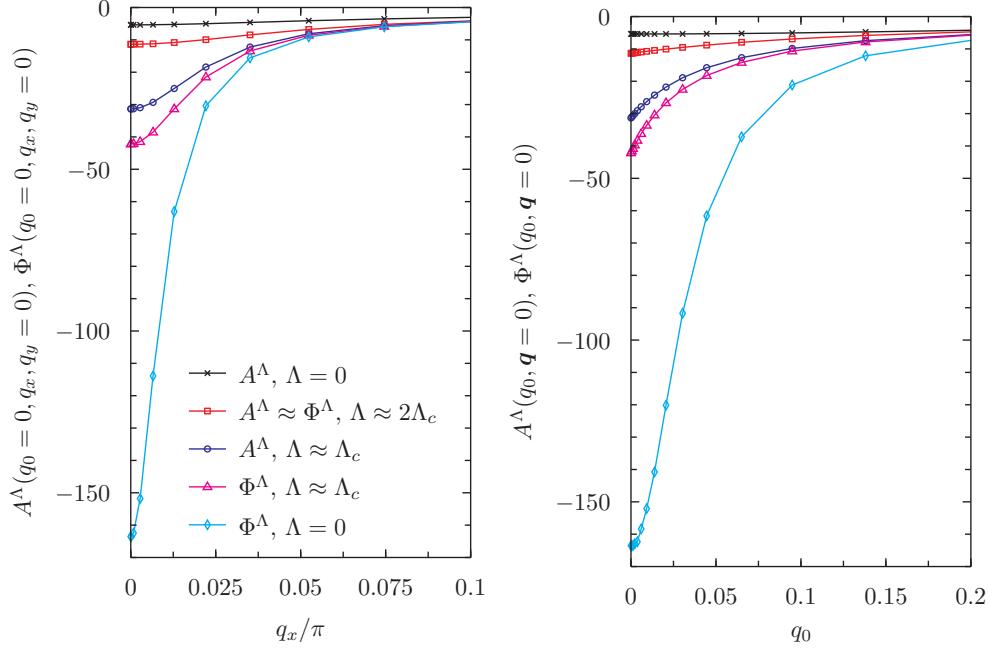 A^Λ(q_0 = 0, q_x, q_y = 0), Φ^Λ(q_0 = 0, q_x, q_y = 0)
0
−50
−100
−150
A^Λ, Λ = 0
A^Λ ≈ Φ^Λ, Λ ≈ 2Λ_c
A^Λ, Λ ≈ Λ_c
Φ^Λ, Λ ≈ Λ_c
Φ^Λ, Λ = 0
0 0.025 0.05 0.075 0.1
q_x/π
A^Λ(q_0, q = 0), Φ^Λ(q_0, q = 0)
0
−50
−100
−150
0 0.05 0.1 0.15 0.2
q_0